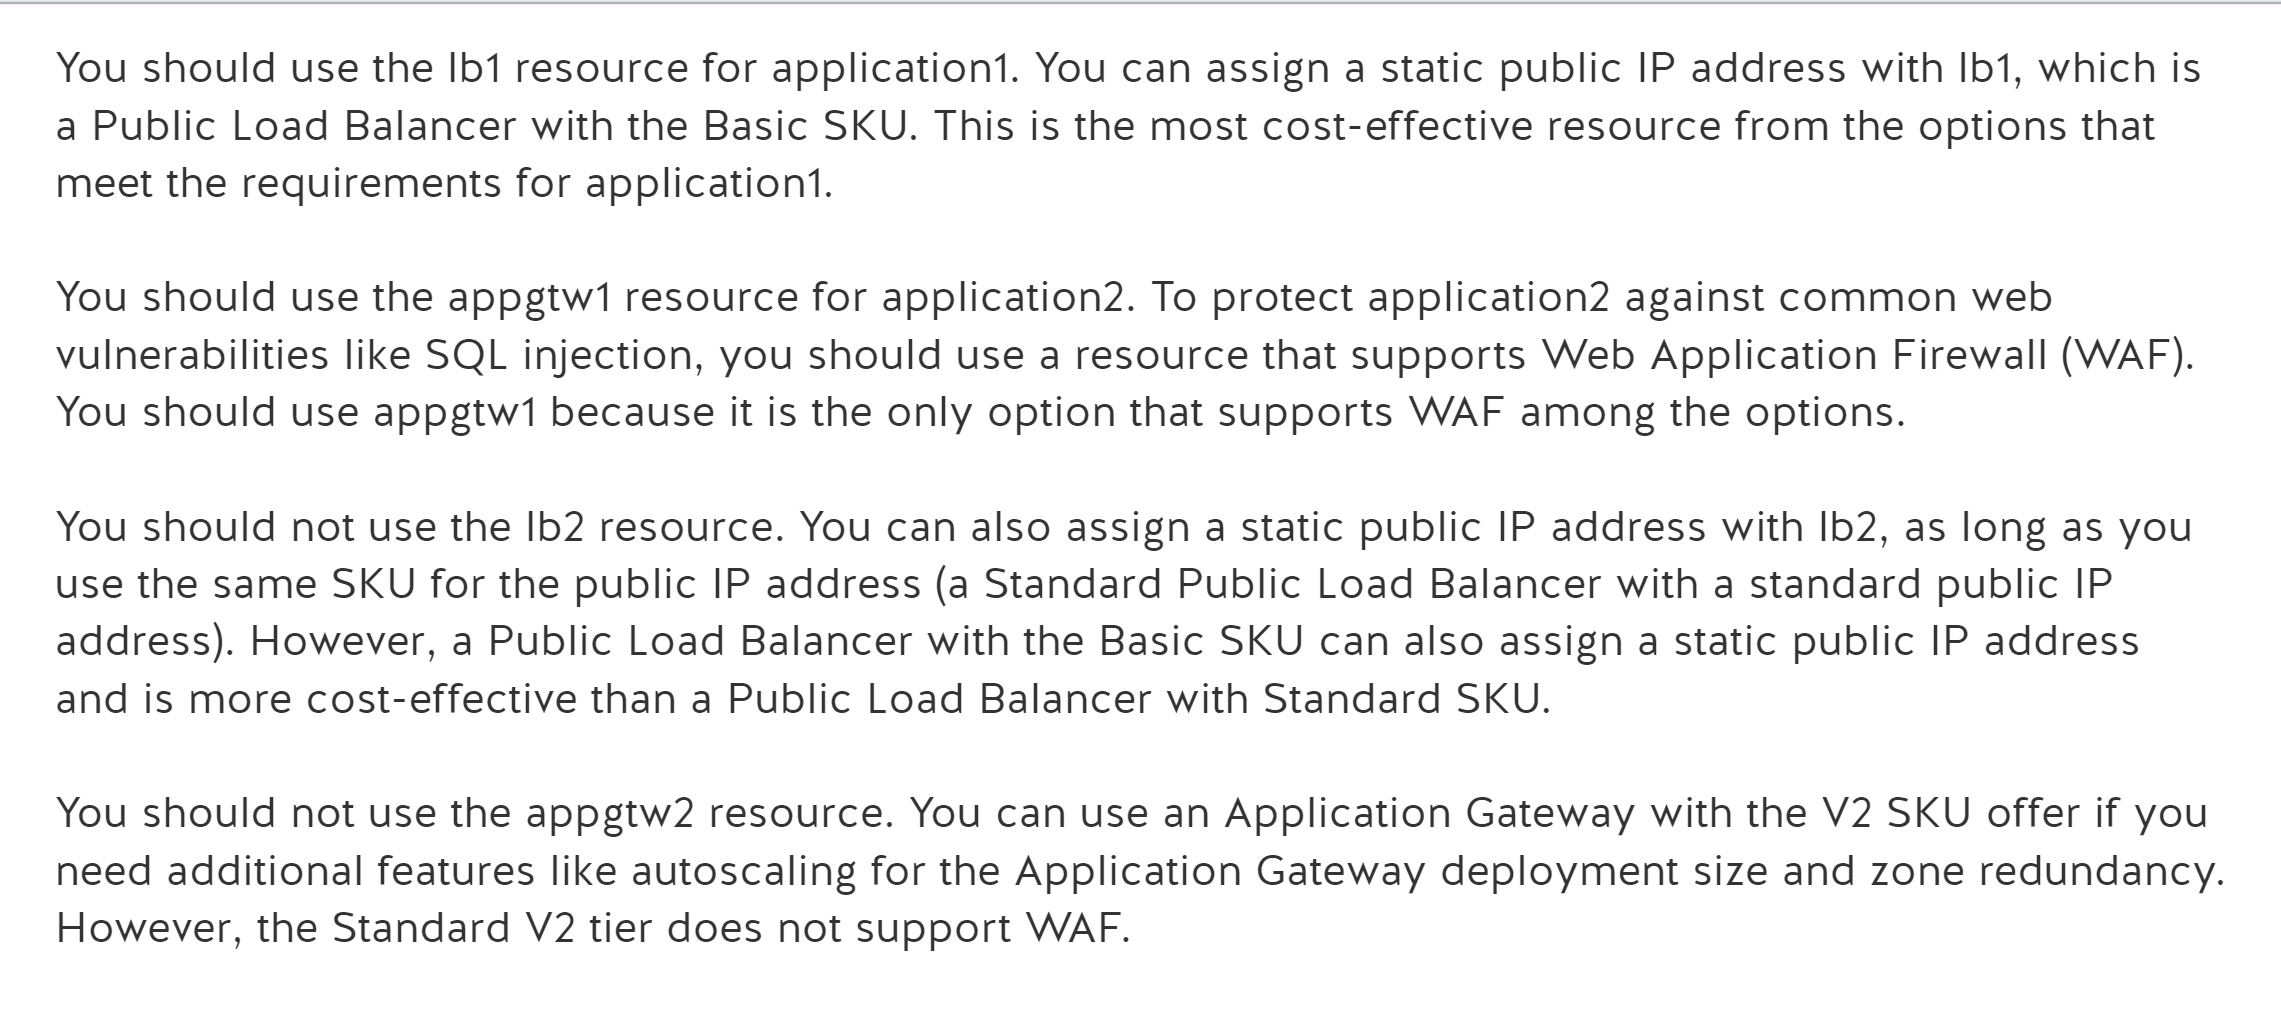 You should use the lb1 resource for application1. You can assign a static public IP address with lb1, which is
a Public Load Balancer with the Basic SKU. This is the most cost-effective resource from the options that
meet the requirements for application1.
You should use the appgtw1 resource for application2. To protect application2 against common web
vulnerabilities like SQL injection, you should use a resource that supports Web Application Firewall (WAF).
You should use appgtw1 because it is the only option that supports WAF among the options.
You should not use the lb2 resource. You can also assign a static public IP address with lb2, as long as you
use the same SKU for the public IP address (a Standard Public Load Balancer with a standard public IP
address). However, a Public Load Balancer with the Basic SKU can also assign a static public IP address
and is more cost-effective than a Public Load Balancer with Standard SKU.
You should not use the appgtw2 resource. You can use an Application Gateway with the V2 SKU offer if you
need additional features like autoscaling for the Application Gateway deployment size and zone redundancy.
However, the Standard V2 tier does not support WAF.